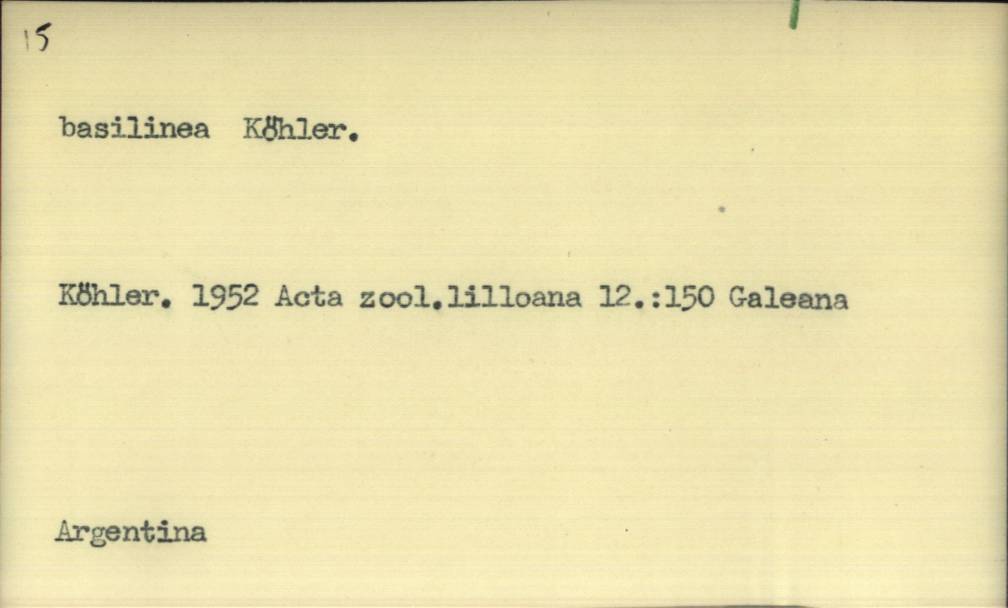 15
basilinea Köhler.
Köhler. 1952 Acta zool.lilloana 12.:150 Galeana
Argentina